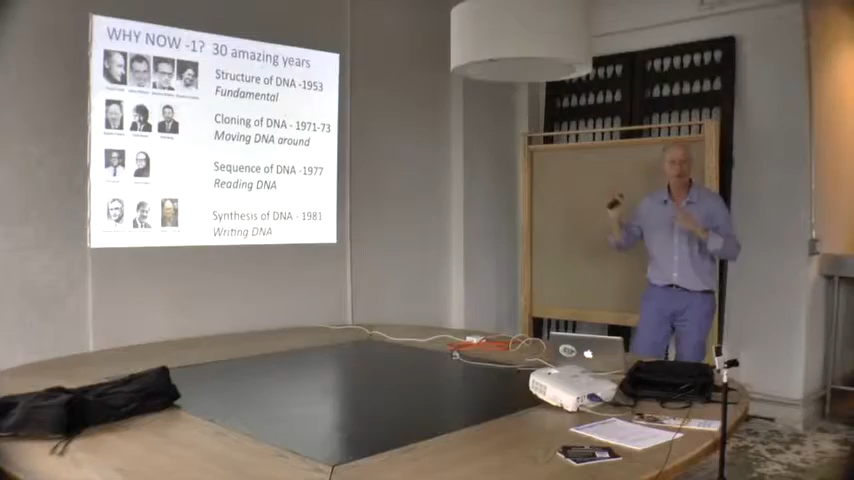 WHY NOW -1? 30 amazing years
Structure of DNA -1953
Fundamental
Cloning of DNA - 1971-73
Moving DNA around
Sequence of DNA - 1977
Reading DNA
Synthesis of DNA - 1981
Writing DNA